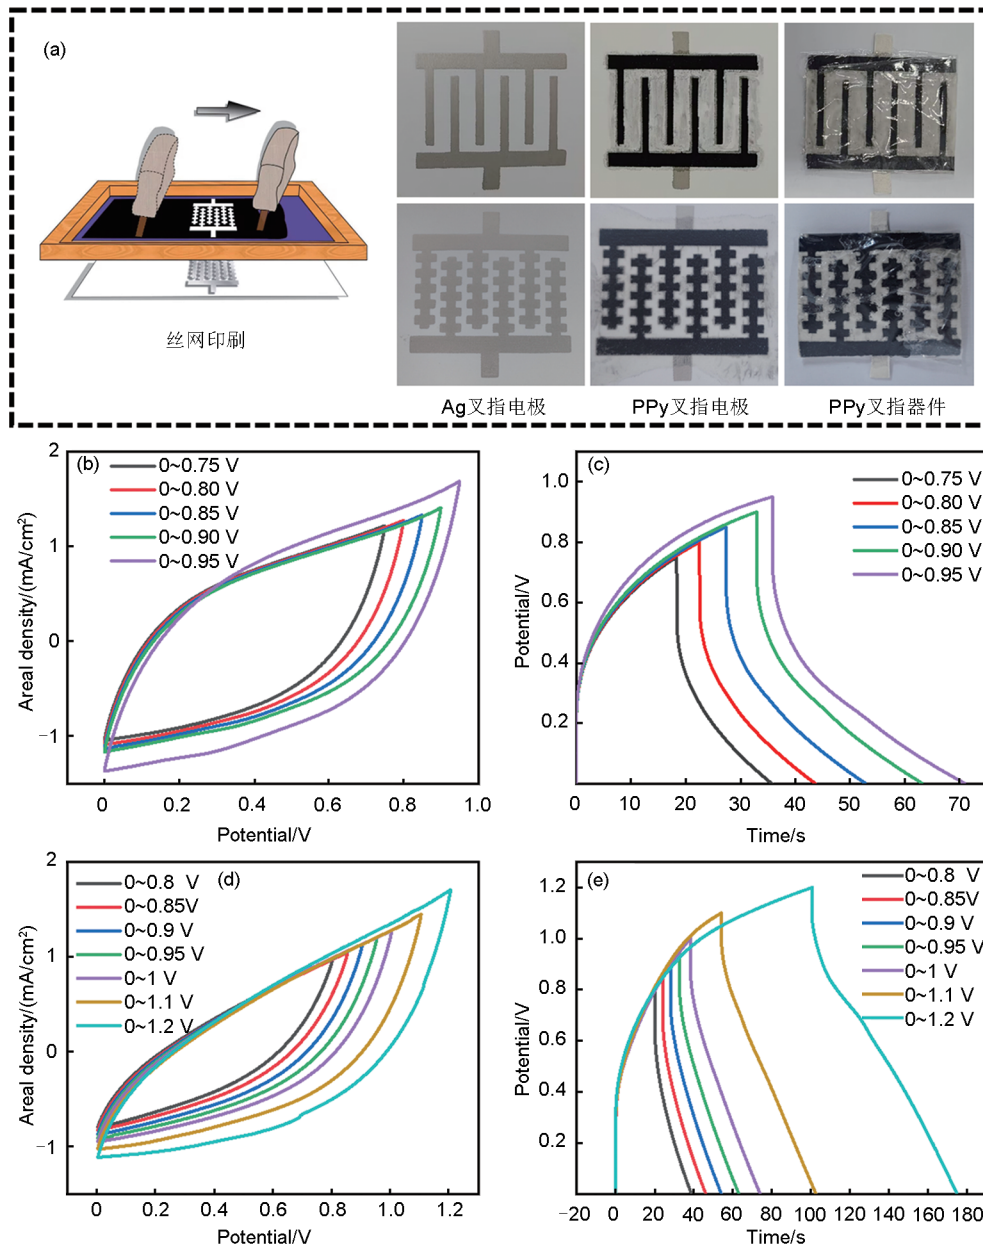 (a)
丝网印刷
Ag叉指电极
PPy叉指电极
PPy叉指器件
(b)
0~0.75 V
0~0.80 V
0~0.85 V
0~0.90 V
0~0.95 V
2
1
0
−1
Areal density/(mA/cm²)
0
0.2
0.4
0.6
0.8
1.0
Potential/V
(c)
0~0.75 V
0~0.80 V
0~0.85 V
0~0.90 V
0~0.95 V
1.0
0.8
0.6
0.4
0.2
Potential/V
0
10
20
30
40
50
60
70
Time/s
(d)
0~0.8 V
0~0.85V
0~0.9 V
0~0.95 V
0~1 V
0~1.1 V
0~1.2 V
2
1
0
−1
Areal density/(mA/cm²)
0
0.2
0.4
0.6
0.8
1.0
1.2
Potential/V
(e)
0~0.8 V
0~0.85V
0~0.9 V
0~0.95 V
0~1 V
0~1.1 V
0~1.2 V
1.2
1.0
0.8
0.6
0.4
0.2
Potential/V
−20
0
20
40
60
80
100
120
140
160
180
Time/s